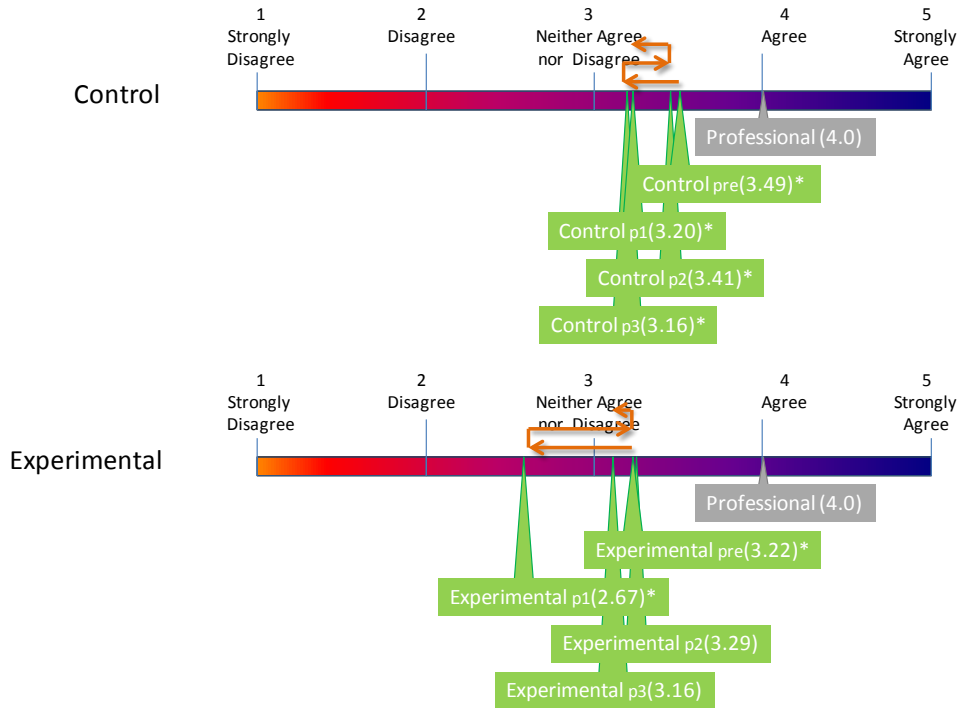 1 2 3 4 5
Strongly Disagree Neither Agree Agree Strongly
Disagree nor Disagree Agree
Control
Professional (4.0)
Control pre(3.49)*
Control p1(3.20)*
Control p2(3.41)*
Control p3(3.16)*
1 2 3 4 5
Strongly Disagree Neither Agree Agree Strongly
Disagree nor Disagree Agree
Experimental
Professional (4.0)
Experimental pre(3.22)*
Experimental p1(2.67)*
Experimental p2(3.29)
Experimental p3(3.16)